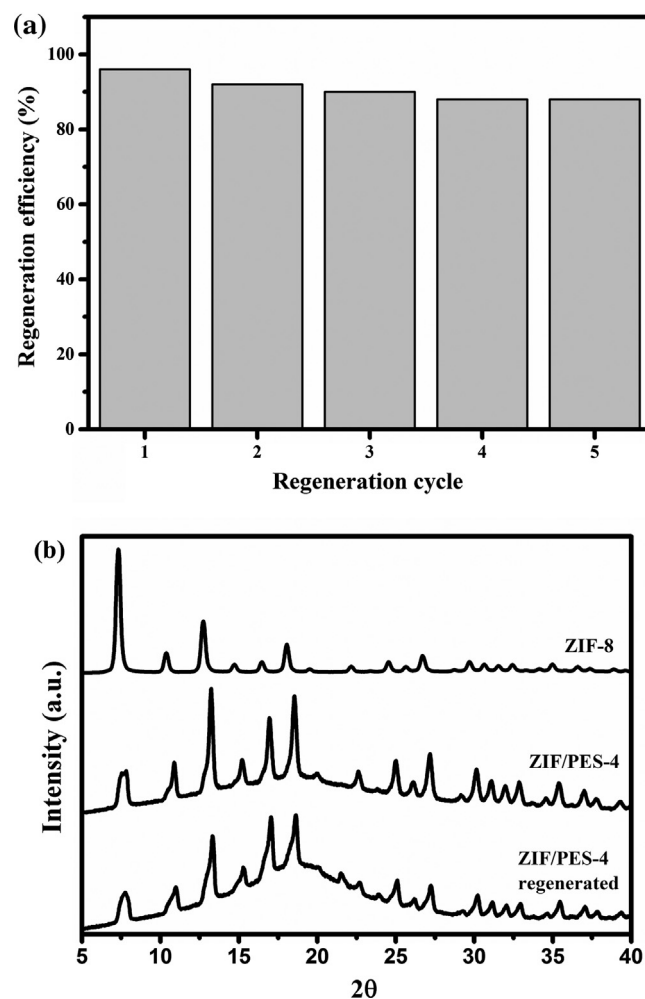 (a)
100
80
60
40
20
0
Regeneration efficiency (%)
1 2 3 4 5
Regeneration cycle
(b)
Intensity (a.u.)
ZIF-8
ZIF/PES-4
ZIF/PES-4
regenerated
5 10 15 20 25 30 35 40
2θ